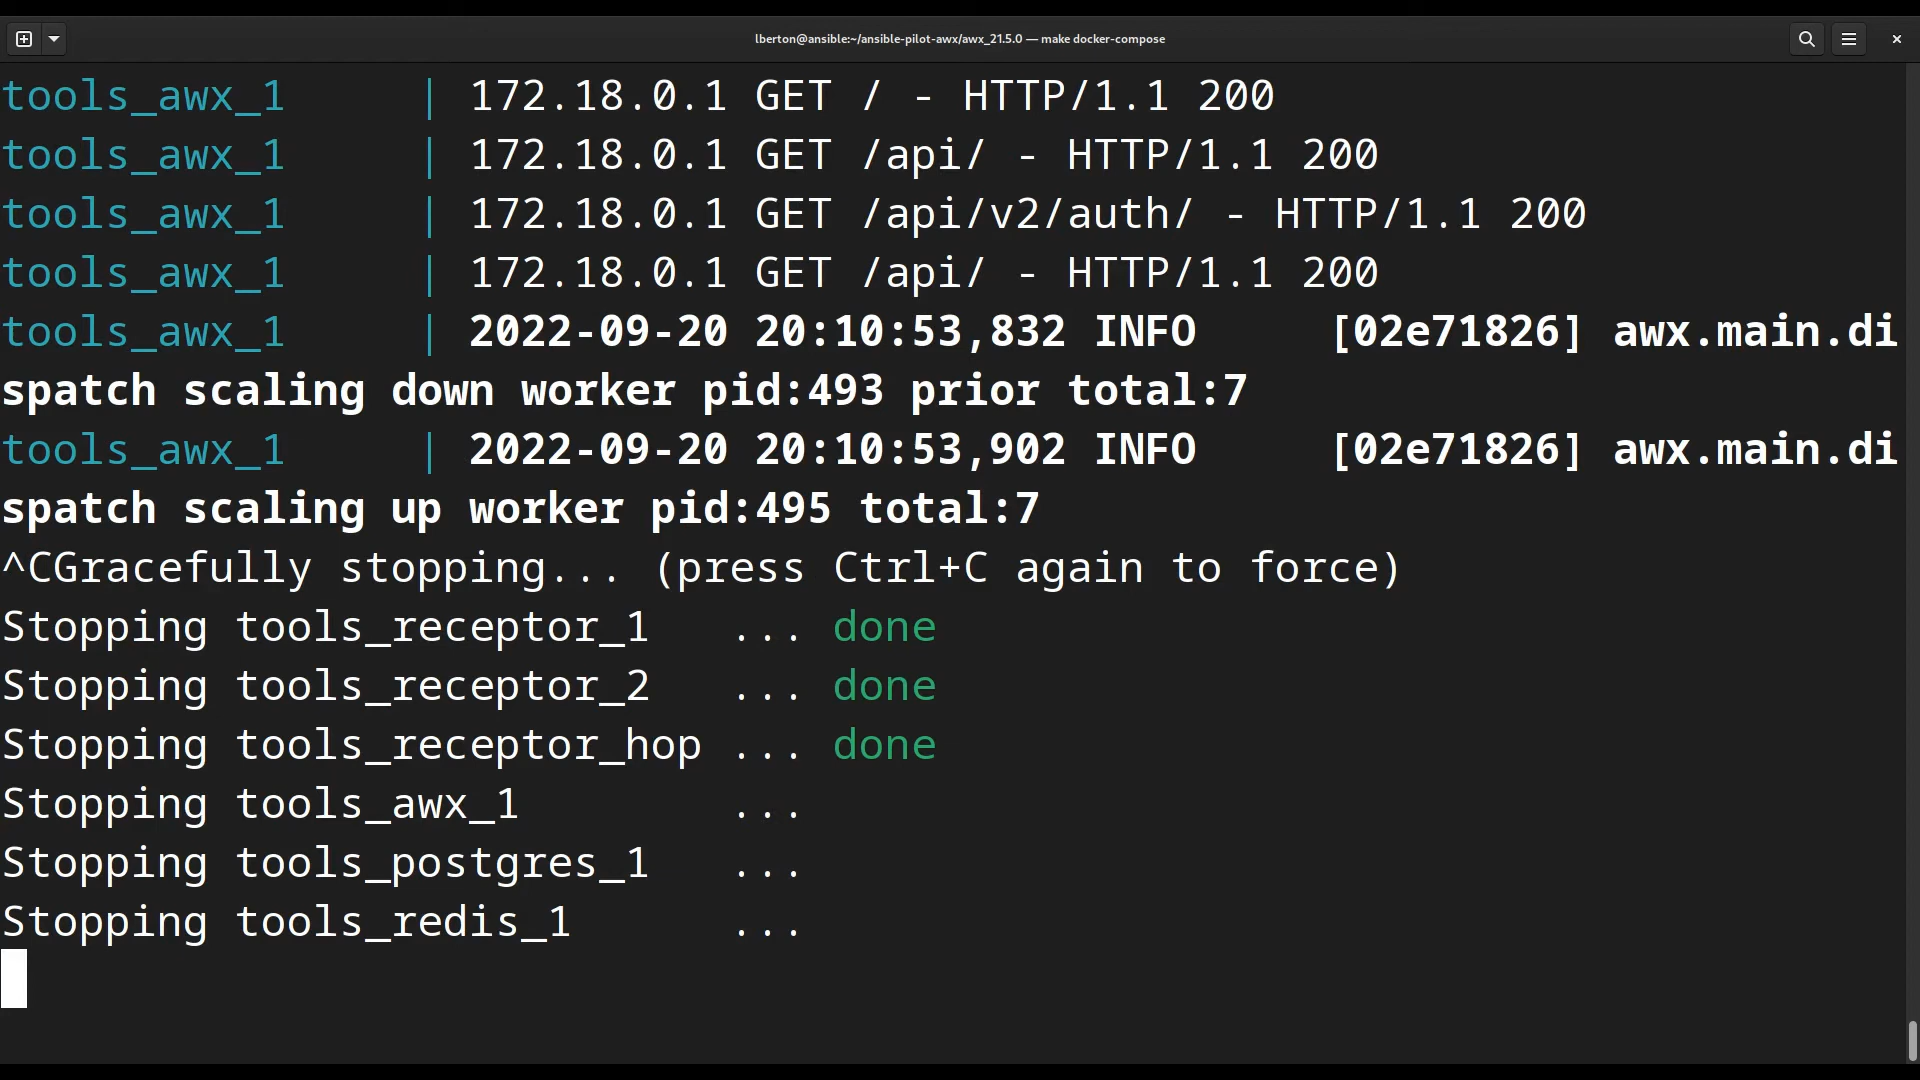 lberton@ansible:~/ansible-pilot-awx/awx_21.5.0 — make docker-compose
tools_awx_1 | 172.18.0.1 GET / - HTTP/1.1 200
tools_awx_1 | 172.18.0.1 GET /api/ - HTTP/1.1 200
tools_awx_1 | 172.18.0.1 GET /api/v2/auth/ - HTTP/1.1 200
tools_awx_1 | 172.18.0.1 GET /api/ - HTTP/1.1 200
tools_awx_1 | 2022-09-20 20:10:53,832 INFO [02e71826] awx.main.di
spatch scaling down worker pid:493 prior total:7
tools_awx_1 | 2022-09-20 20:10:53,902 INFO [02e71826] awx.main.di
spatch scaling up worker pid:495 total:7
^CGracefully stopping... (press Ctrl+C again to force)
Stopping tools_receptor_1 ... done
Stopping tools_receptor_2 ... done
Stopping tools_receptor_hop ... done
Stopping tools_awx_1 ...
Stopping tools_postgres_1 ...
Stopping tools_redis_1 ...